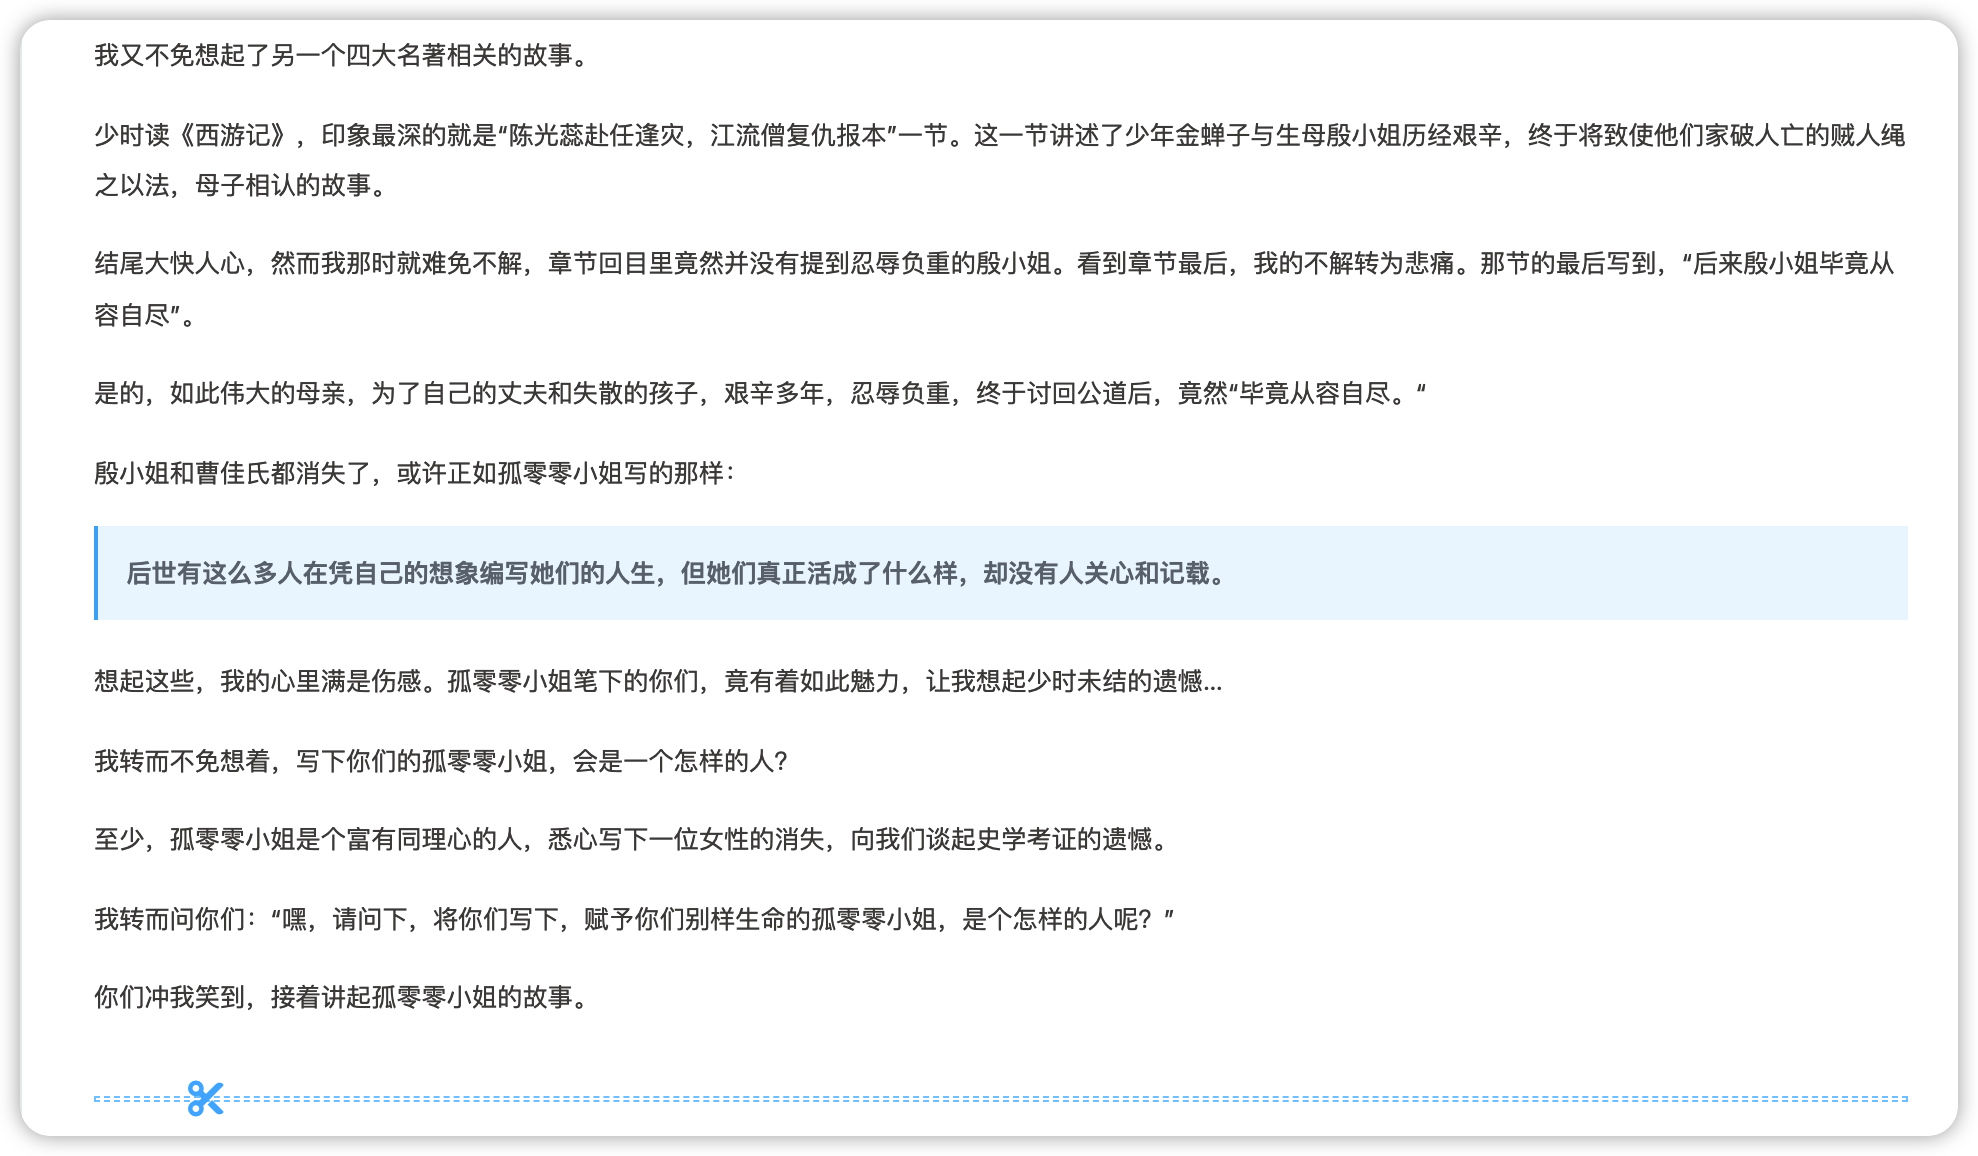 我又不免想起了另一个四大名著相关的故事。
少时读《西游记》，印象最深的就是“陈光蕊赴任逢灾，江流僧复仇报本”一节。这一节讲述了少年金蝉子与生母殷小姐历经艰辛，终于将致使他们家破人亡的贼人绳
之以法，母子相认的故事。
结尾大快人心，然而我那时就难免不解，章节回目里竟然并没有提到忍辱负重的殷小姐。看到章节最后，我的不解转为悲痛。那节的最后写到，“后来殷小姐毕竟从
容自尽”。
是的，如此伟大的母亲，为了自己的丈夫和失散的孩子，艰辛多年，忍辱负重，终于讨回公道后，竟然“毕竟从容自尽。“
殷小姐和曹佳氏都消失了，或许正如孤零零小姐写的那样：
后世有这么多人在凭自己的想象编写她们的人生，但她们真正活成了什么样，却没有人关心和记载。
想起这些，我的心里满是伤感。孤零零小姐笔下的你们，竟有着如此魅力，让我想起少时未结的遗憾...
我转而不免想着，写下你们的孤零零小姐，会是一个怎样的人？
至少，孤零零小姐是个富有同理心的人，悉心写下一位女性的消失，向我们谈起史学考证的遗憾。
我转而问你们：“嘿，请问下，将你们写下，赋予你们别样生命的孤零零小姐，是个怎样的人呢？”
你们冲我笑到，接着讲起孤零零小姐的故事。